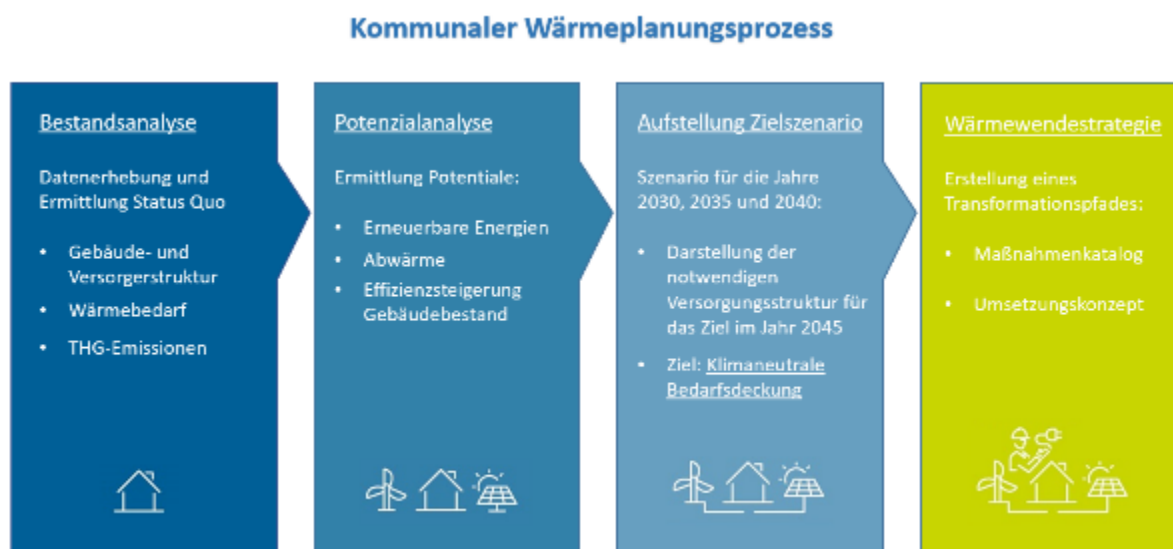 Kommunaler Wärmeplanungsprozess
Bestandsanalyse
Datenerhebung und
Ermittlung Status Quo
• Gebäude- und
Versorgerstruktur
• Wärmebedarf
• THG-Emissionen
Potenzialanalyse
Ermittlung Potentiale:
• Erneuerbare Energien
• Abwärme
• Effizienzsteigerung
Gebäudebestand
Aufstellung Zielszenario
Szenario für die Jahre
2030, 2035 und 2040:
• Darstellung der
notwendigen
Versorgungsstruktur für
das Ziel im Jahr 2045
• Ziel: Klimaneutrale
Bedarfsdeckung
Wärmewendestrategie
Erstellung eines
Transformationspfades:
• Maßnahmenkatalog
• Umsetzungskonzept